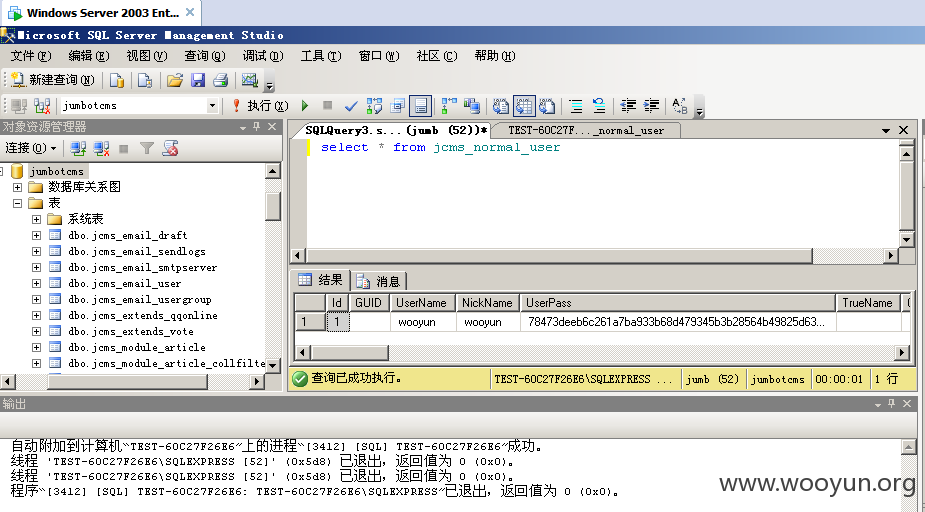 Windows Server 2003 Ent...
Microsoft SQL Server Management Studio
文件(F) 编辑(E) 视图(V) 查询(Q) 调试(D) 工具(T) 窗口(W) 社区(C) 帮助(H)
新建查询(N)
jumbotcms 执行(X)
对象资源管理器
连接(O)
jumbotcms
数据库关系图
表
系统表
dbo.jcms_email_draft
dbo.jcms_email_sendlogs
dbo.jcms_email_smtpserver
dbo.jcms_email_user
dbo.jcms_email_usergroup
dbo.jcms_extends_qqonline
dbo.jcms_extends_vote
dbo.jcms_module_article
dbo.jcms_module_article_collfilte
SQLQuery3.s...(jumb (52))* TEST-60C27F..._normal_user
select * from jcms_normal_user
结果 消息
Id GUID UserName NickName UserPass TrueName
1 1 wooyun wooyun 78473deeb6c261a7ba933b68d479345b3b28564b49825d63...
查询已成功执行。 TEST-60C27F26E6\SQLEXPRESS ... jumb (52) jumbotcms 00:00:01 1 行
输出
自动附加到计算机“TEST-60C27F26E6”上的进程“[3412] [SQL] TEST-60C27F26E6”成功。
线程 'TEST-60C27F26E6\SQLEXPRESS [52]' (0x5d8) 已退出，返回值为 0 (0x0)。
线程 'TEST-60C27F26E6\SQLEXPRESS [52]' (0x5d8) 已退出，返回值为 0 (0x0)。
程序“[3412] [SQL] TEST-60C27F26E6: TEST-60C27F26E6\SQLEXPRESS”已退出，返回值为 0 (0x0)。
www.wooyun.org